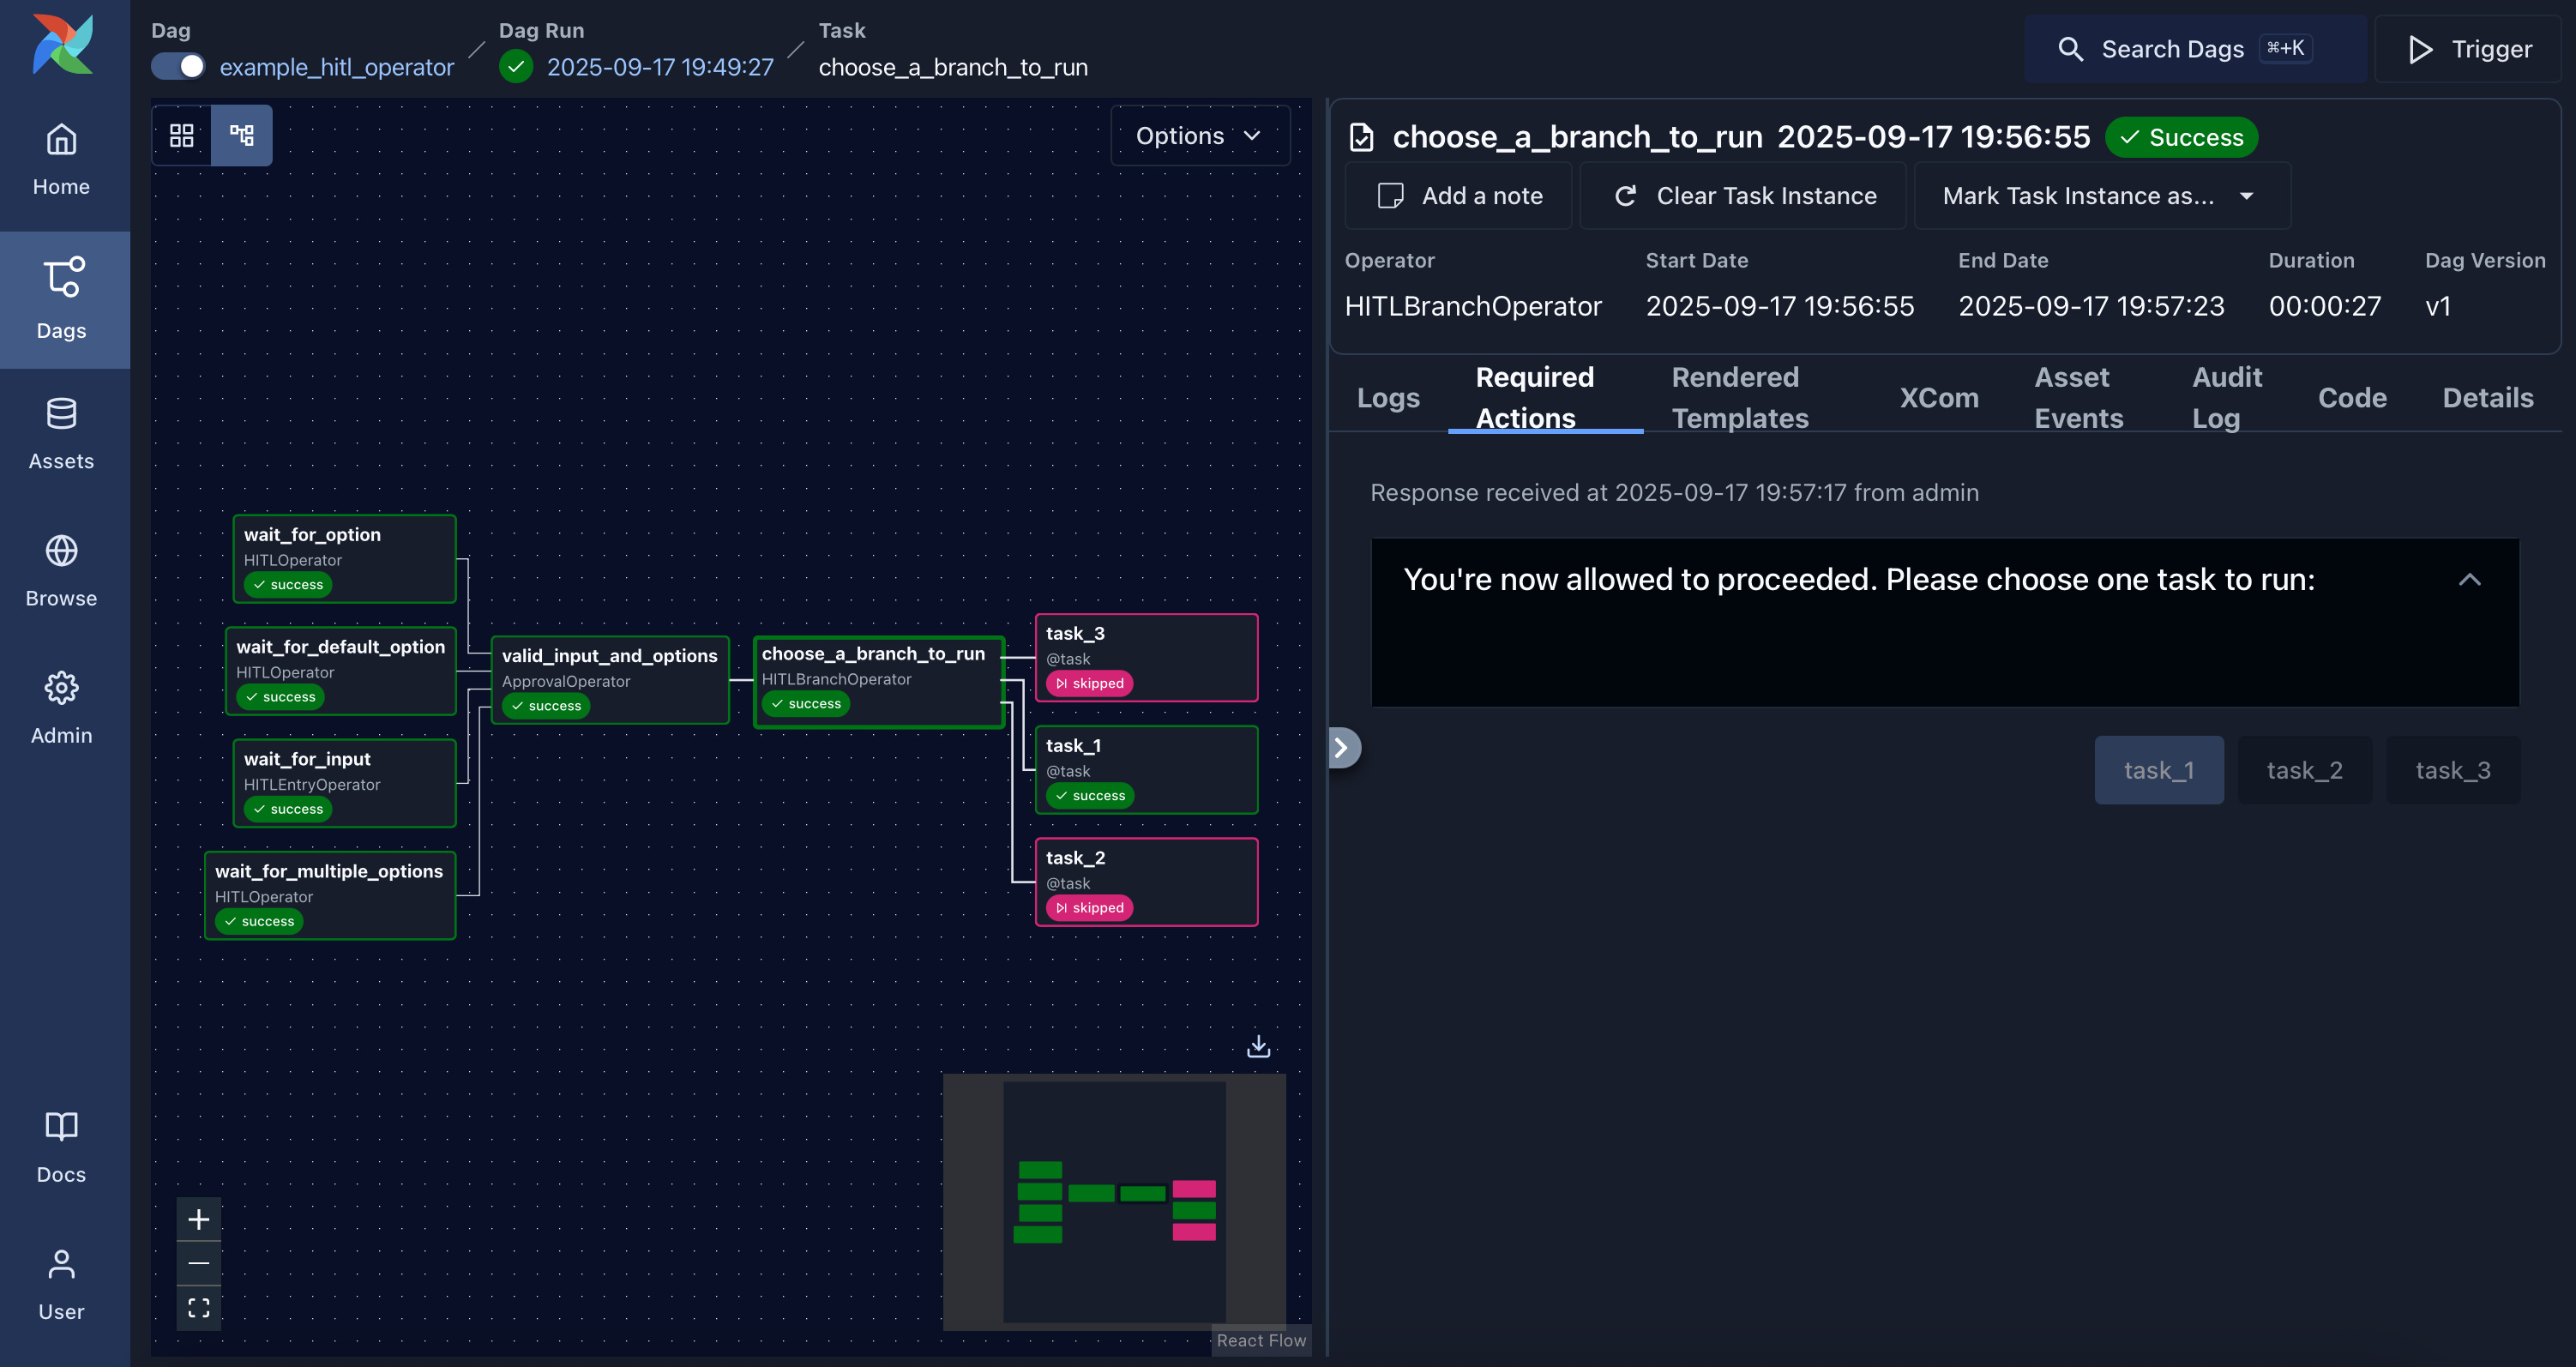 Dag
example_hitl_operator
Dag Run
2025-09-17 19:49:27
Task
choose_a_branch_to_run
Search Dags ⌘+K
Trigger
Home
Dags
Assets
Browse
Admin
Docs
User
Options
wait_for_option
HITLOperator
success
wait_for_default_option
HITLOperator
success
wait_for_input
HITLEntryOperator
success
wait_for_multiple_options
HITLOperator
success
valid_input_and_options
ApprovalOperator
success
choose_a_branch_to_run
HITLBranchOperator
success
task_3
@task
skipped
task_1
@task
success
task_2
@task
skipped
React Flow
choose_a_branch_to_run 2025-09-17 19:56:55 Success
Add a note
Clear Task Instance
Mark Task Instance as...
Operator
HITLBranchOperator
Start Date
2025-09-17 19:56:55
End Date
2025-09-17 19:57:23
Duration
00:00:27
Dag Version
v1
Logs
Required
Actions
Rendered
Templates
XCom
Asset
Events
Audit
Log
Code
Details
Response received at 2025-09-17 19:57:17 from admin
You're now allowed to proceeded. Please choose one task to run:
task_1
task_2
task_3